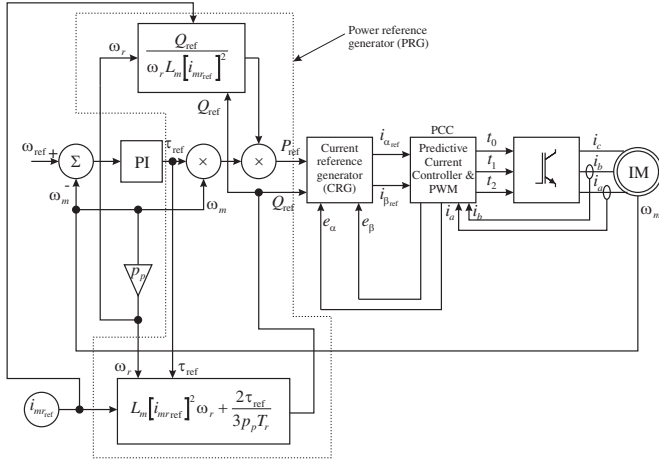 Power reference
generator (PRG)
ω_r
Q_ref
ω_r L_m [i_mr_ref]^2
Q_ref
ω_ref
+
Σ
-
ω_m
PI
τ_ref
×
×
ω_m
P_ref
Q_ref
Current
reference
generator
(CRG)
i_α_ref
i_β_ref
e_α
e_β
PCC
Predictive
Current
Controller &
PWM
i_a
i_b
t_0
t_1
t_2
i_c
i_b
i_a
IM
ω_m
p_p
ω_r
τ_ref
i_mr_ref
L_m [i_mr_ref]^2 ω_r + 2τ_ref / 3p_p T_r